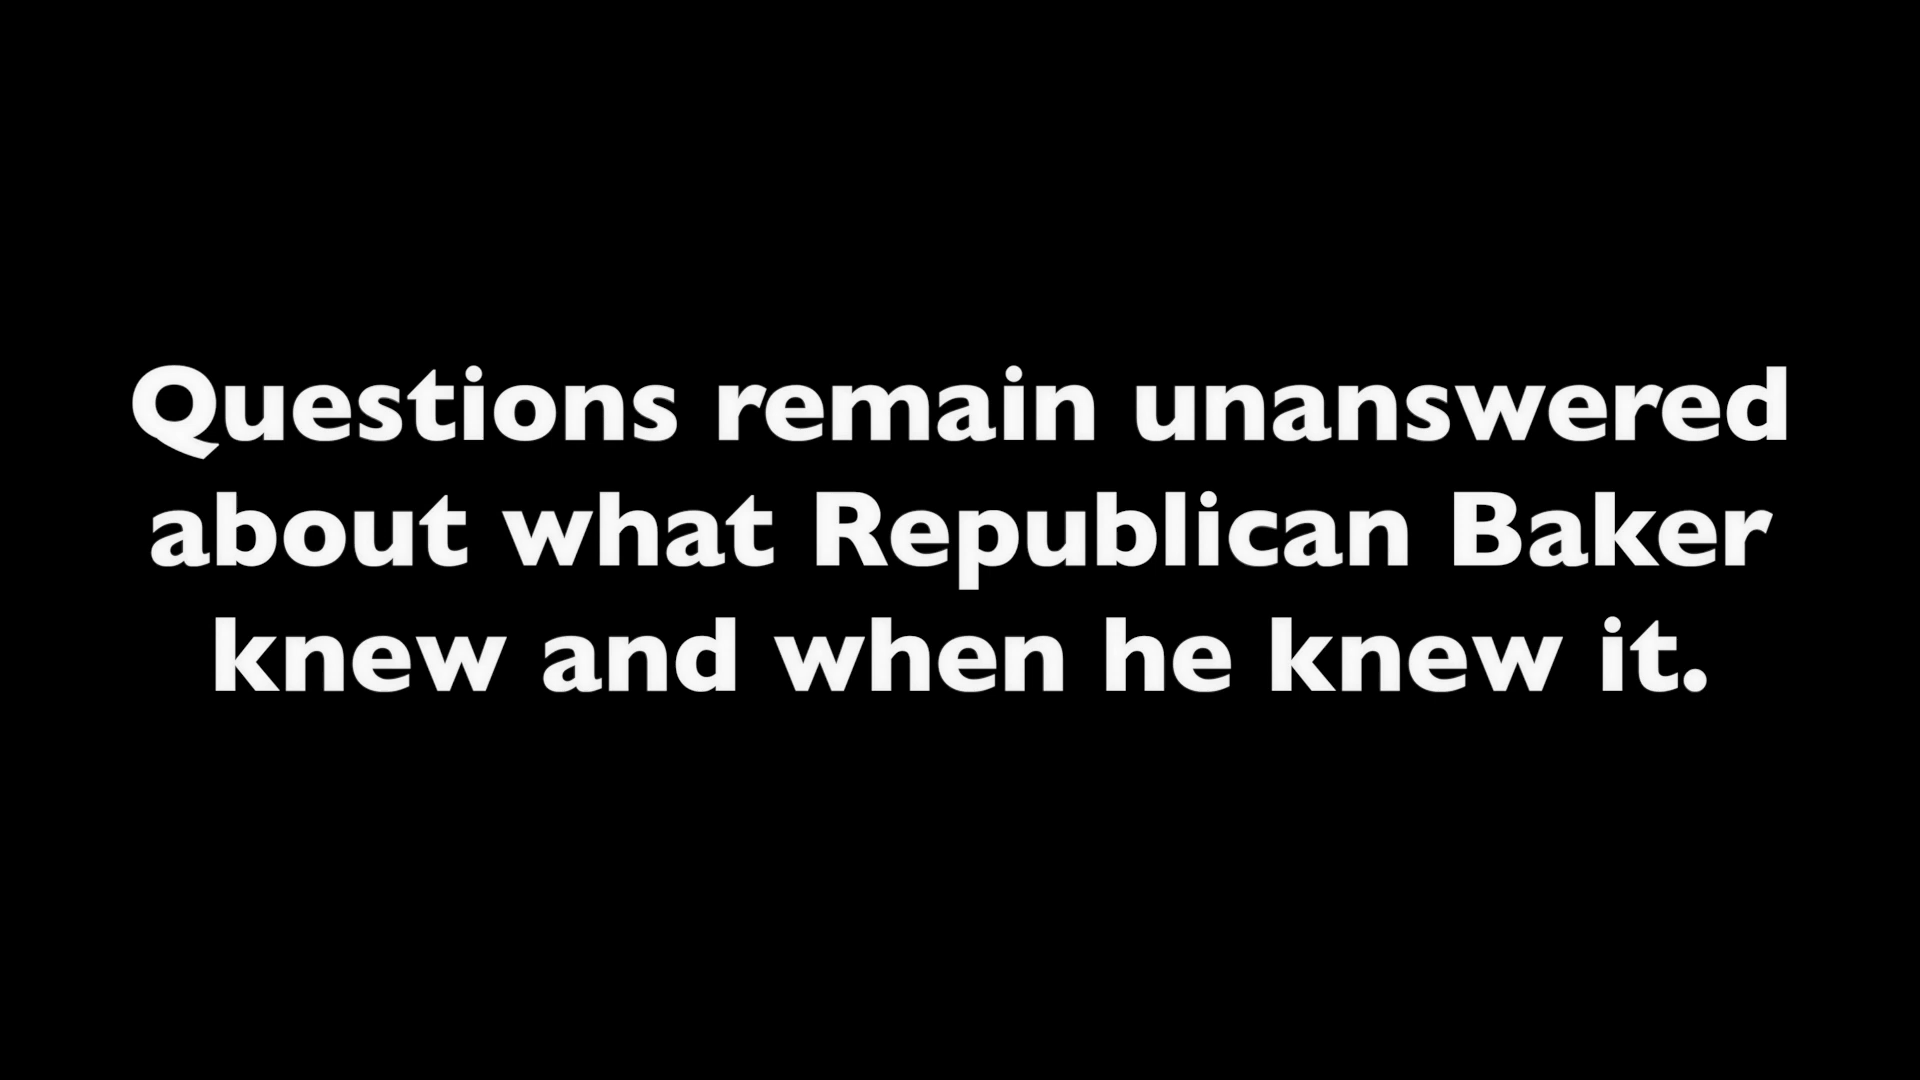 Questions remain unanswered
about what Republican Baker
knew and when he knew it.